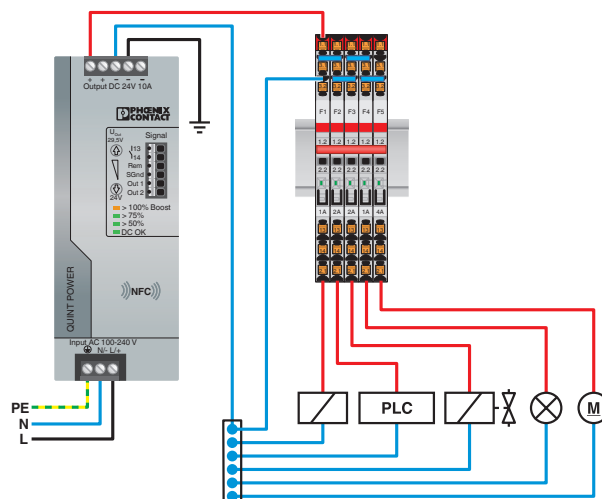 + + − − −
Output DC 24V 10A
PHOENIX
CONTACT
UOut
29,5V
24V
Signal
13
14
Rem
SGnd
Out 1
Out 2
> 100% Boost
> 75%
> 50%
DC OK
NFC
QUINT POWER
Input AC 100-240 V
N/- L/+
PE
N
L
F1 F2 F3 F4 F5
1.2 1.2 1.2 1.2 1.2
2.2 2.2 2.2 2.2 2.2
1A 2A 2A 1A 4A
PLC
M